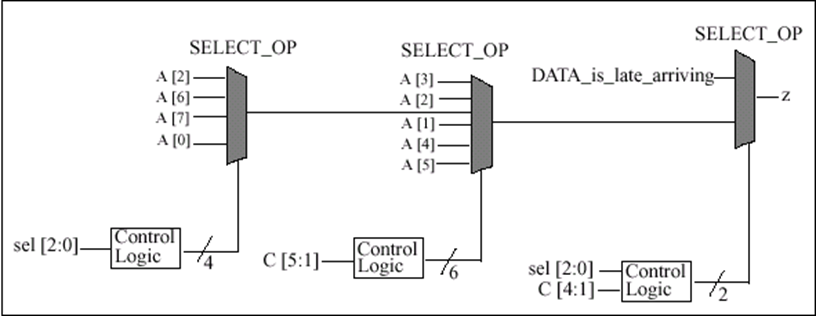 SELECT_OP
SELECT_OP
SELECT_OP
A [2]
A [6]
A [7]
A [0]
A [3]
A [2]
A [1]
A [4]
A [5]
DATA_is_late_arriving
z
sel [2:0]
Control
Logic
4
C [5:1]
Control
Logic
6
sel [2:0]
C [4:1]
Control
Logic
2